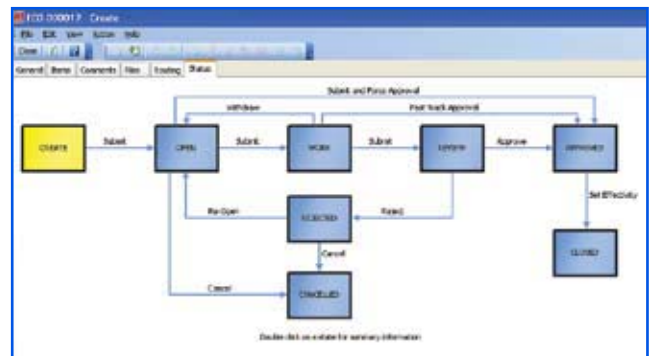 ECO-000017 - Create
File Edit View Action Help
Close
General Items Comments Files Routing Status
Submit and Force Approval
Withdraw Fast Track Approval
CREATE Submit OPEN Submit WORK Submit REVIEW Approve APPROVED
Set Effectivity
Re-Open REJECTED Reject
CLOSED
Cancel
Cancel CANCELLED
Double click on a state for summary information